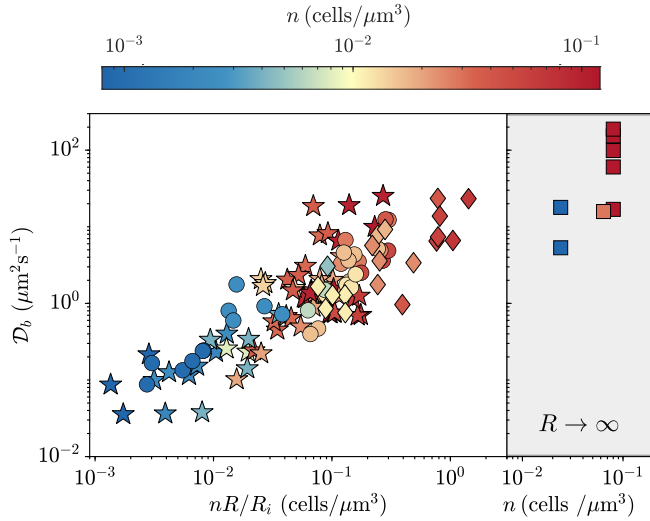 n (cells/μm³)
10⁻³ 10⁻² 10⁻¹
10² 10⁰ 10⁻²
𝒟_b (μm²s⁻¹)
R → ∞
10⁻³ 10⁻² 10⁻¹ 10⁰ 10⁻² 10⁻¹
nR/R_i (cells/μm³) n (cells /μm³)